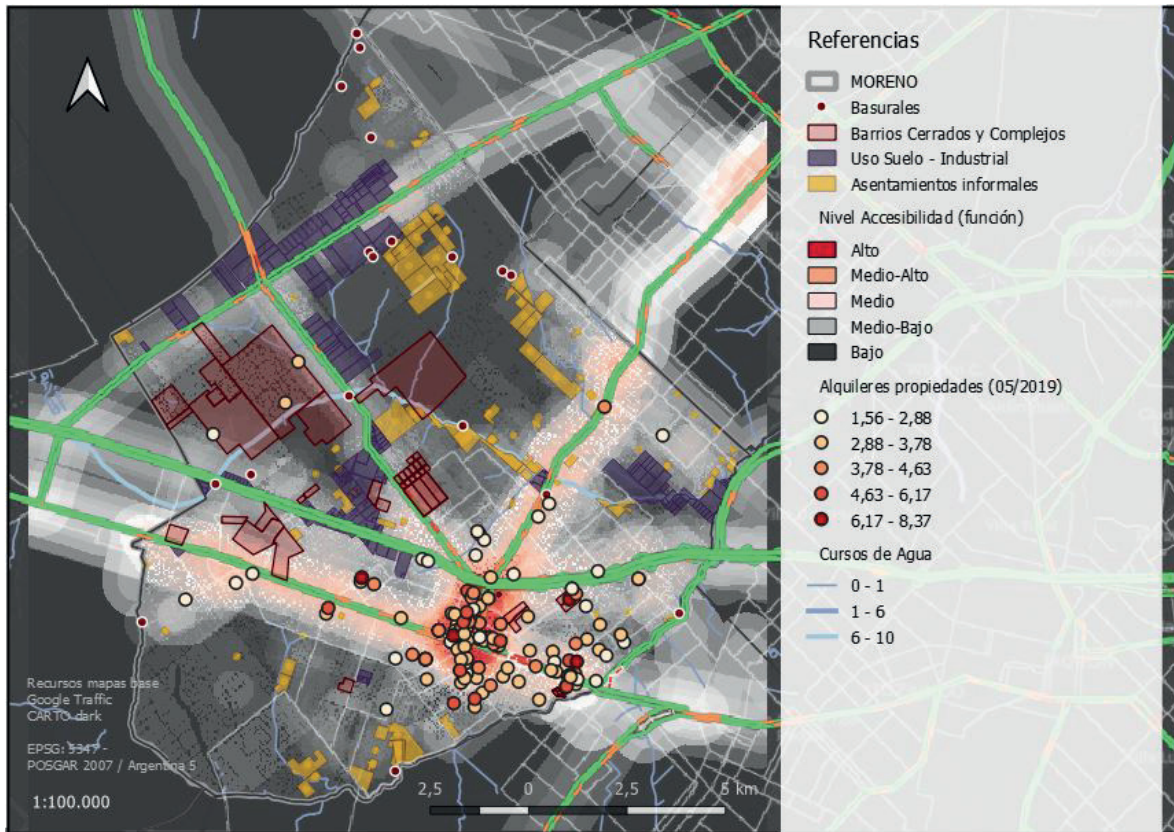 Referencias
MORENO
Basurales
Barrios Cerrados y Complejos
Uso Suelo - Industrial
Asentamientos informales
Nivel Accesibilidad (función)
Alto
Medio-Alto
Medio
Medio-Bajo
Bajo
Alquileres propiedades (05/2019)
1,56 - 2,88
2,88 - 3,78
3,78 - 4,63
4,63 - 6,17
6,17 - 8,37
Cursos de Agua
0 - 1
1 - 6
6 - 10
Recursos mapas base
Google Traffic
CARTO dark
EPSG: 5347 -
POSGAR 2007 / Argentina 5
1:100.000
2,5 0 2,5 5 km